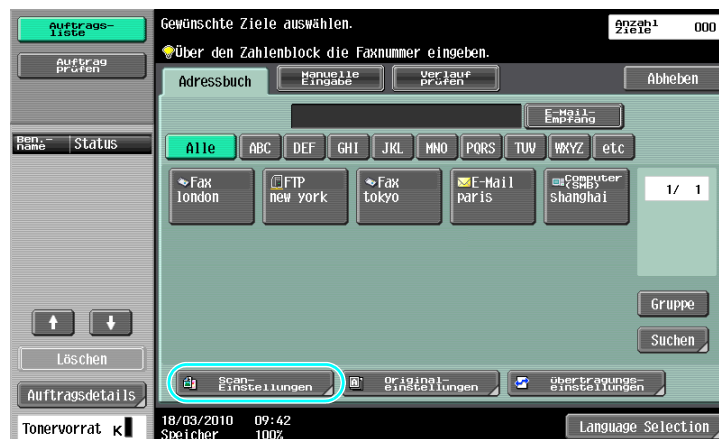 Auftrags-
liste
Auftrag
prüfen
Ben.-
name
Status
Löschen
Auftragsdetails
Tonervorrat K
Gewünschte Ziele auswählen.
Anzahl
Ziele
000
Über den Zahlenblock die Faxnummer eingeben.
Adressbuch
Manuelle
Eingabe
Verlauf
prüfen
Abheben
E-Mail-
Empfang
Alle ABC DEF GHI JKL MNO PQRS TUV WXYZ etc
Fax
london
FTP
new york
Fax
tokyo
E-Mail
paris
Computer
(SMB)
shanghai
1/ 1
Gruppe
Suchen
Scan-
Einstellungen
Original-
einstellungen
Übertragungs-
einstellungen
18/03/2010 09:42
Speicher 100%
Language Selection